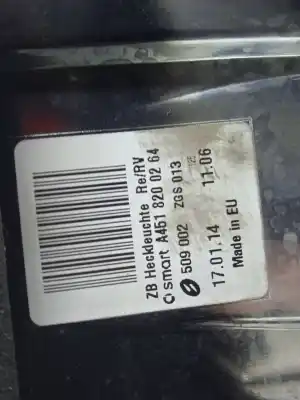 ZB Heckleuchte Re/RV
smart A451 820 02 64
509 002 ZGS 013
17.01.14 11:06
Made in EU